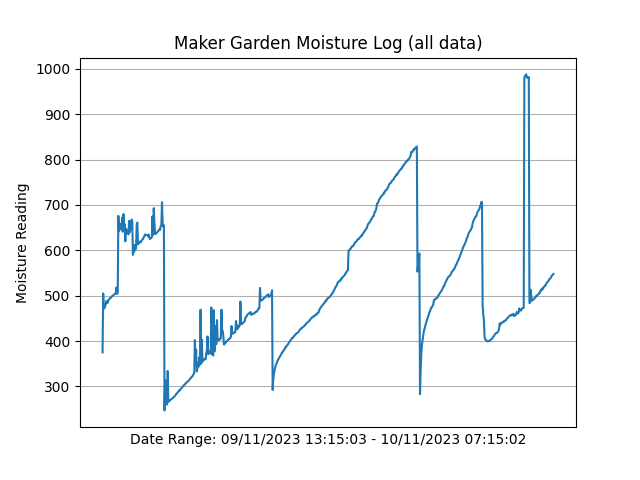 Maker Garden Moisture Log (all data)
1000
900
800
700
600
500
400
300
Moisture Reading
Date Range: 09/11/2023 13:15:03 - 10/11/2023 07:15:02